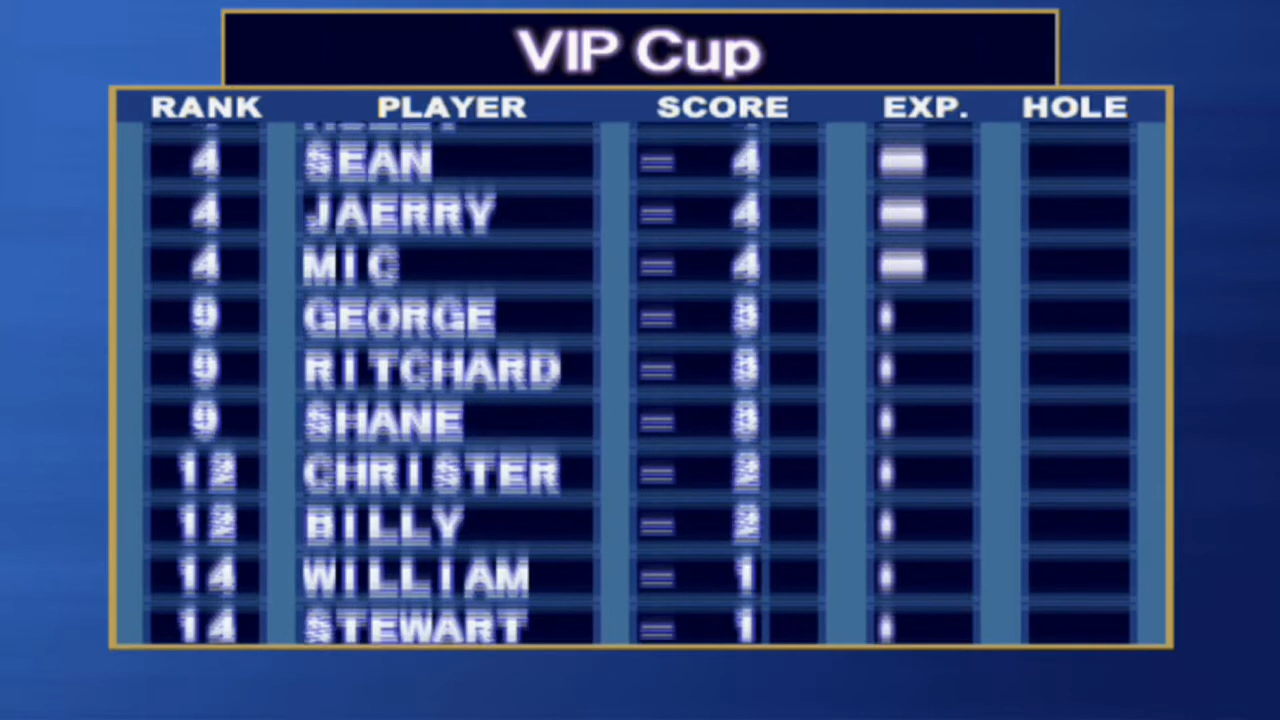 VIP Cup
RANK PLAYER SCORE EXP. HOLE
4 SEAN = 4
4 JAERRY = 4
4 MIC = 4
9 GEORGE = 3
9 RITCHARD = 3
9 SHANE = 3
12 CHRISTER = 2
12 BILLY = 2
14 WILLIAM = 1
14 STEWART = 1